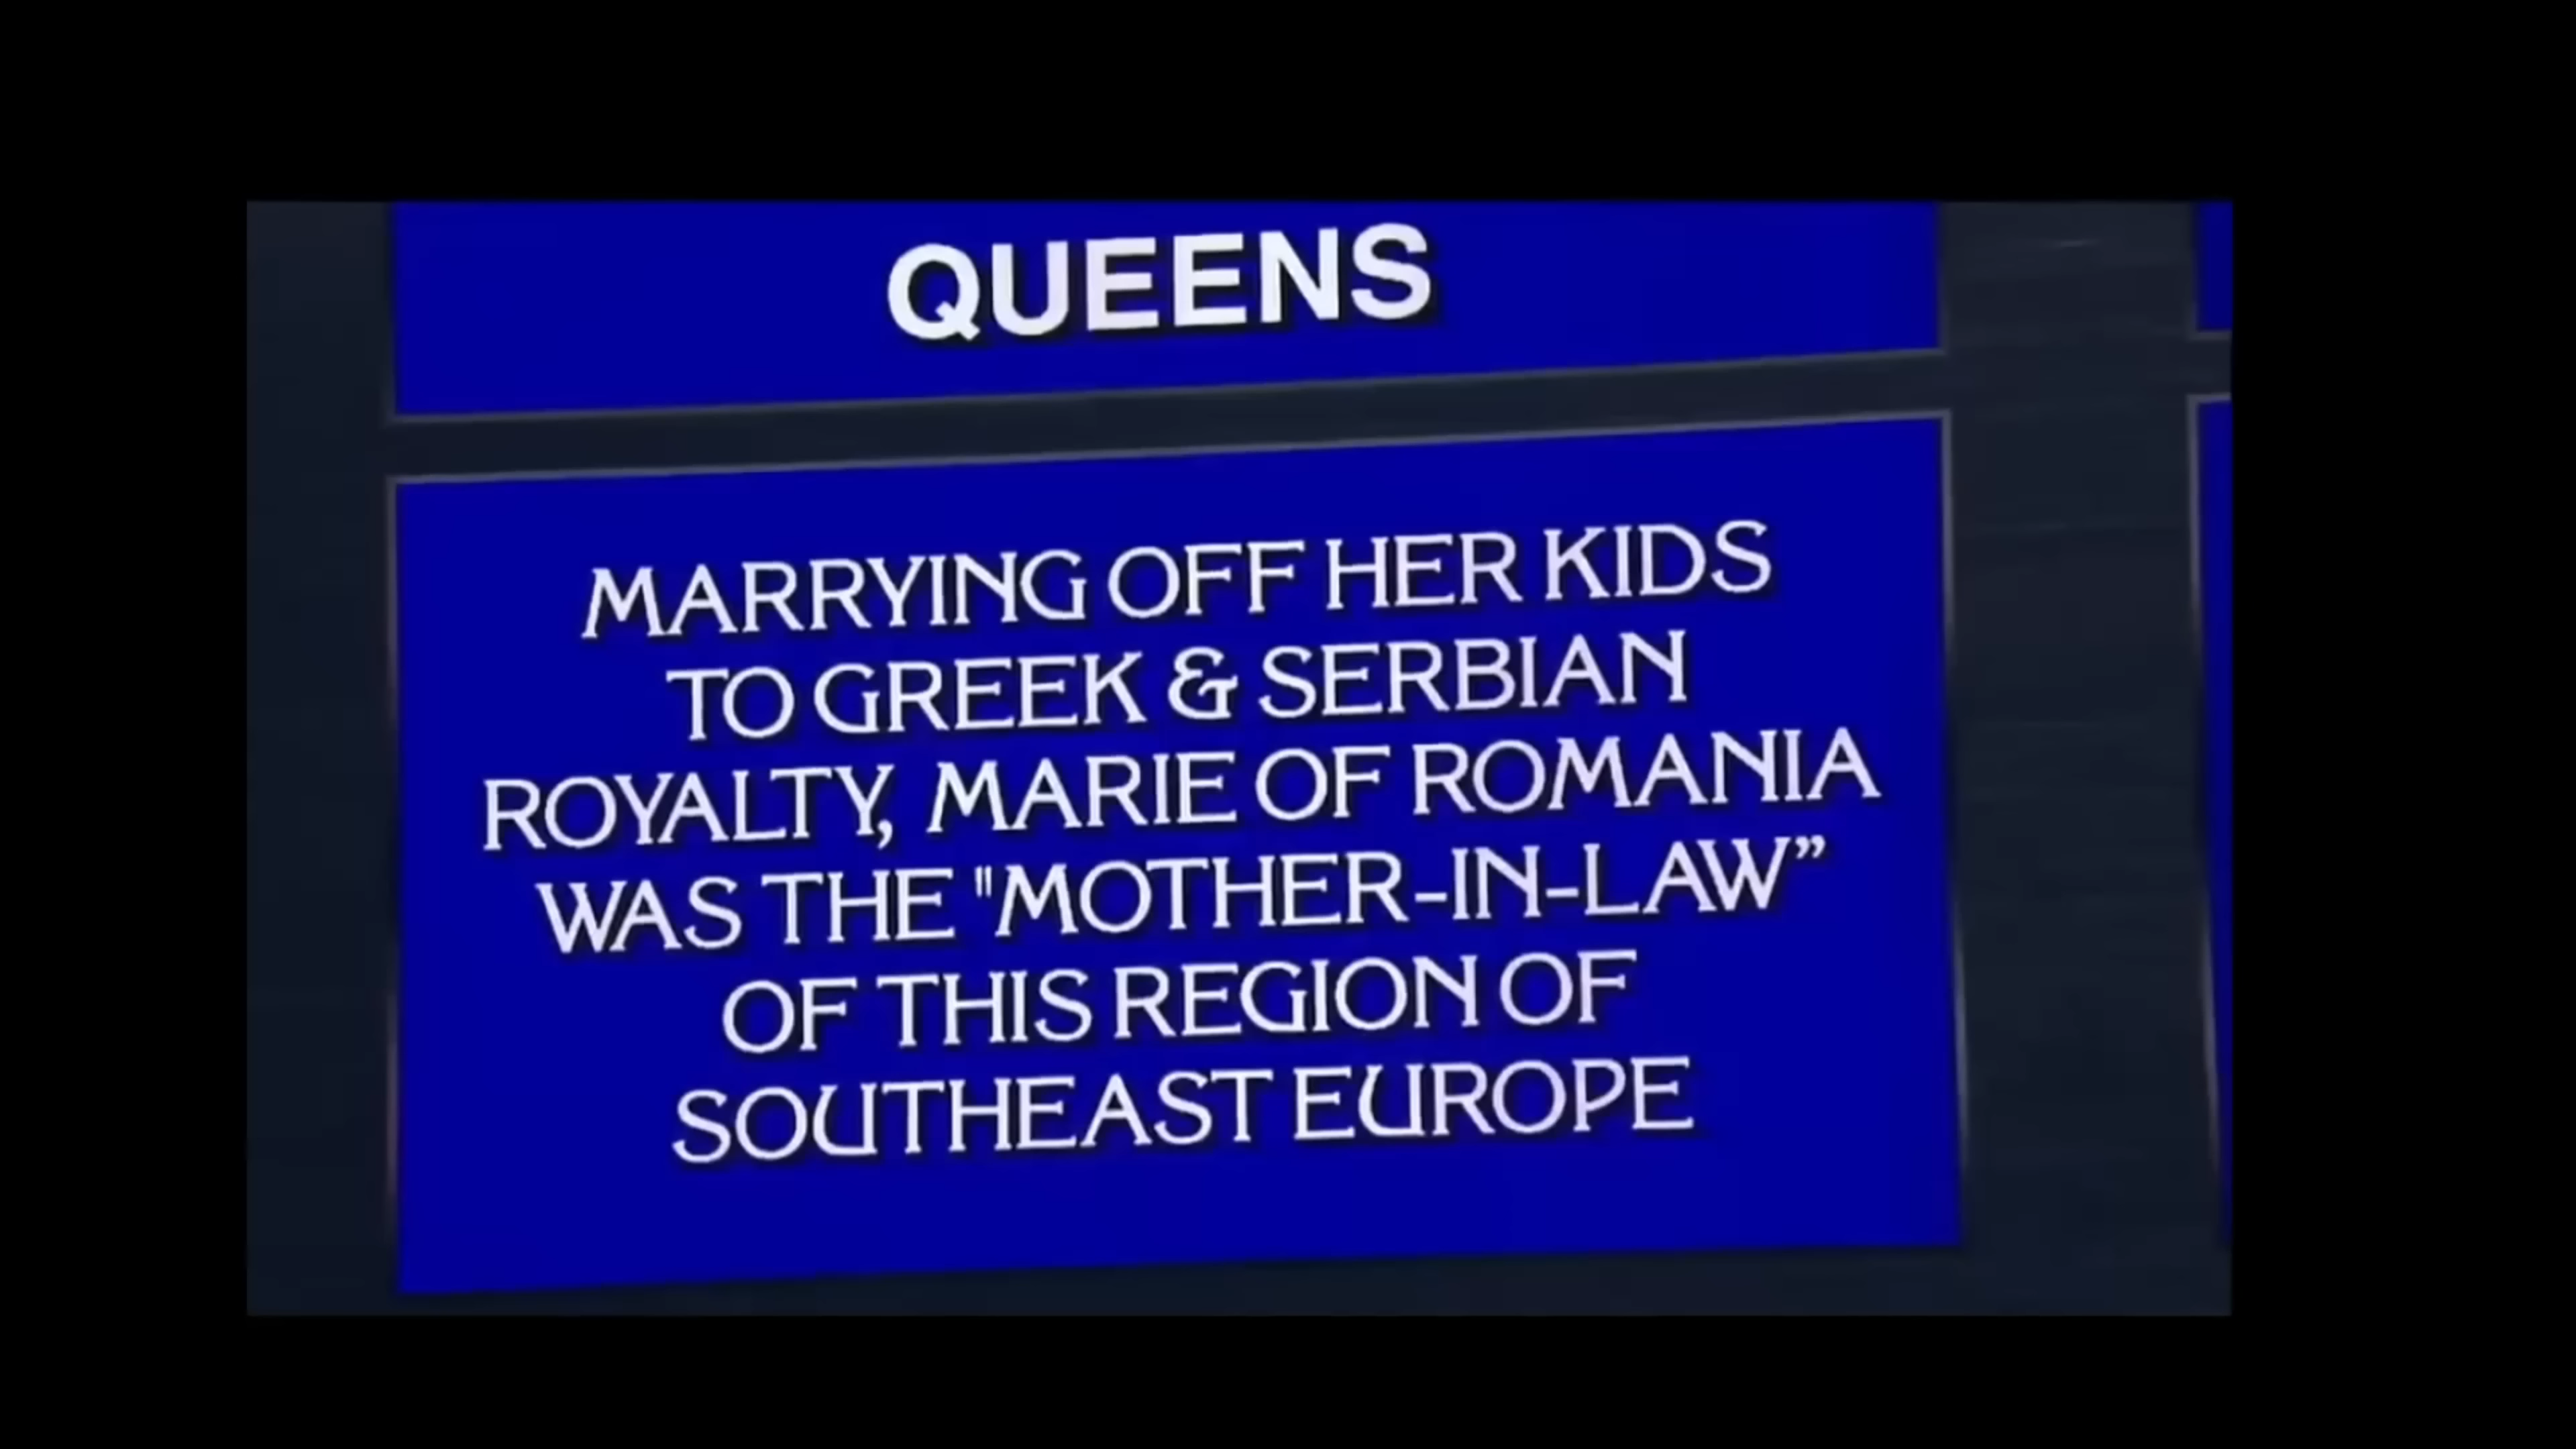 QUEENS
MARRYING OFF HER KIDS
TO GREEK & SERBIAN
ROYALTY, MARIE OF ROMANIA
WAS THE "MOTHER-IN-LAW”
OF THIS REGION OF
SOUTHEAST EUROPE